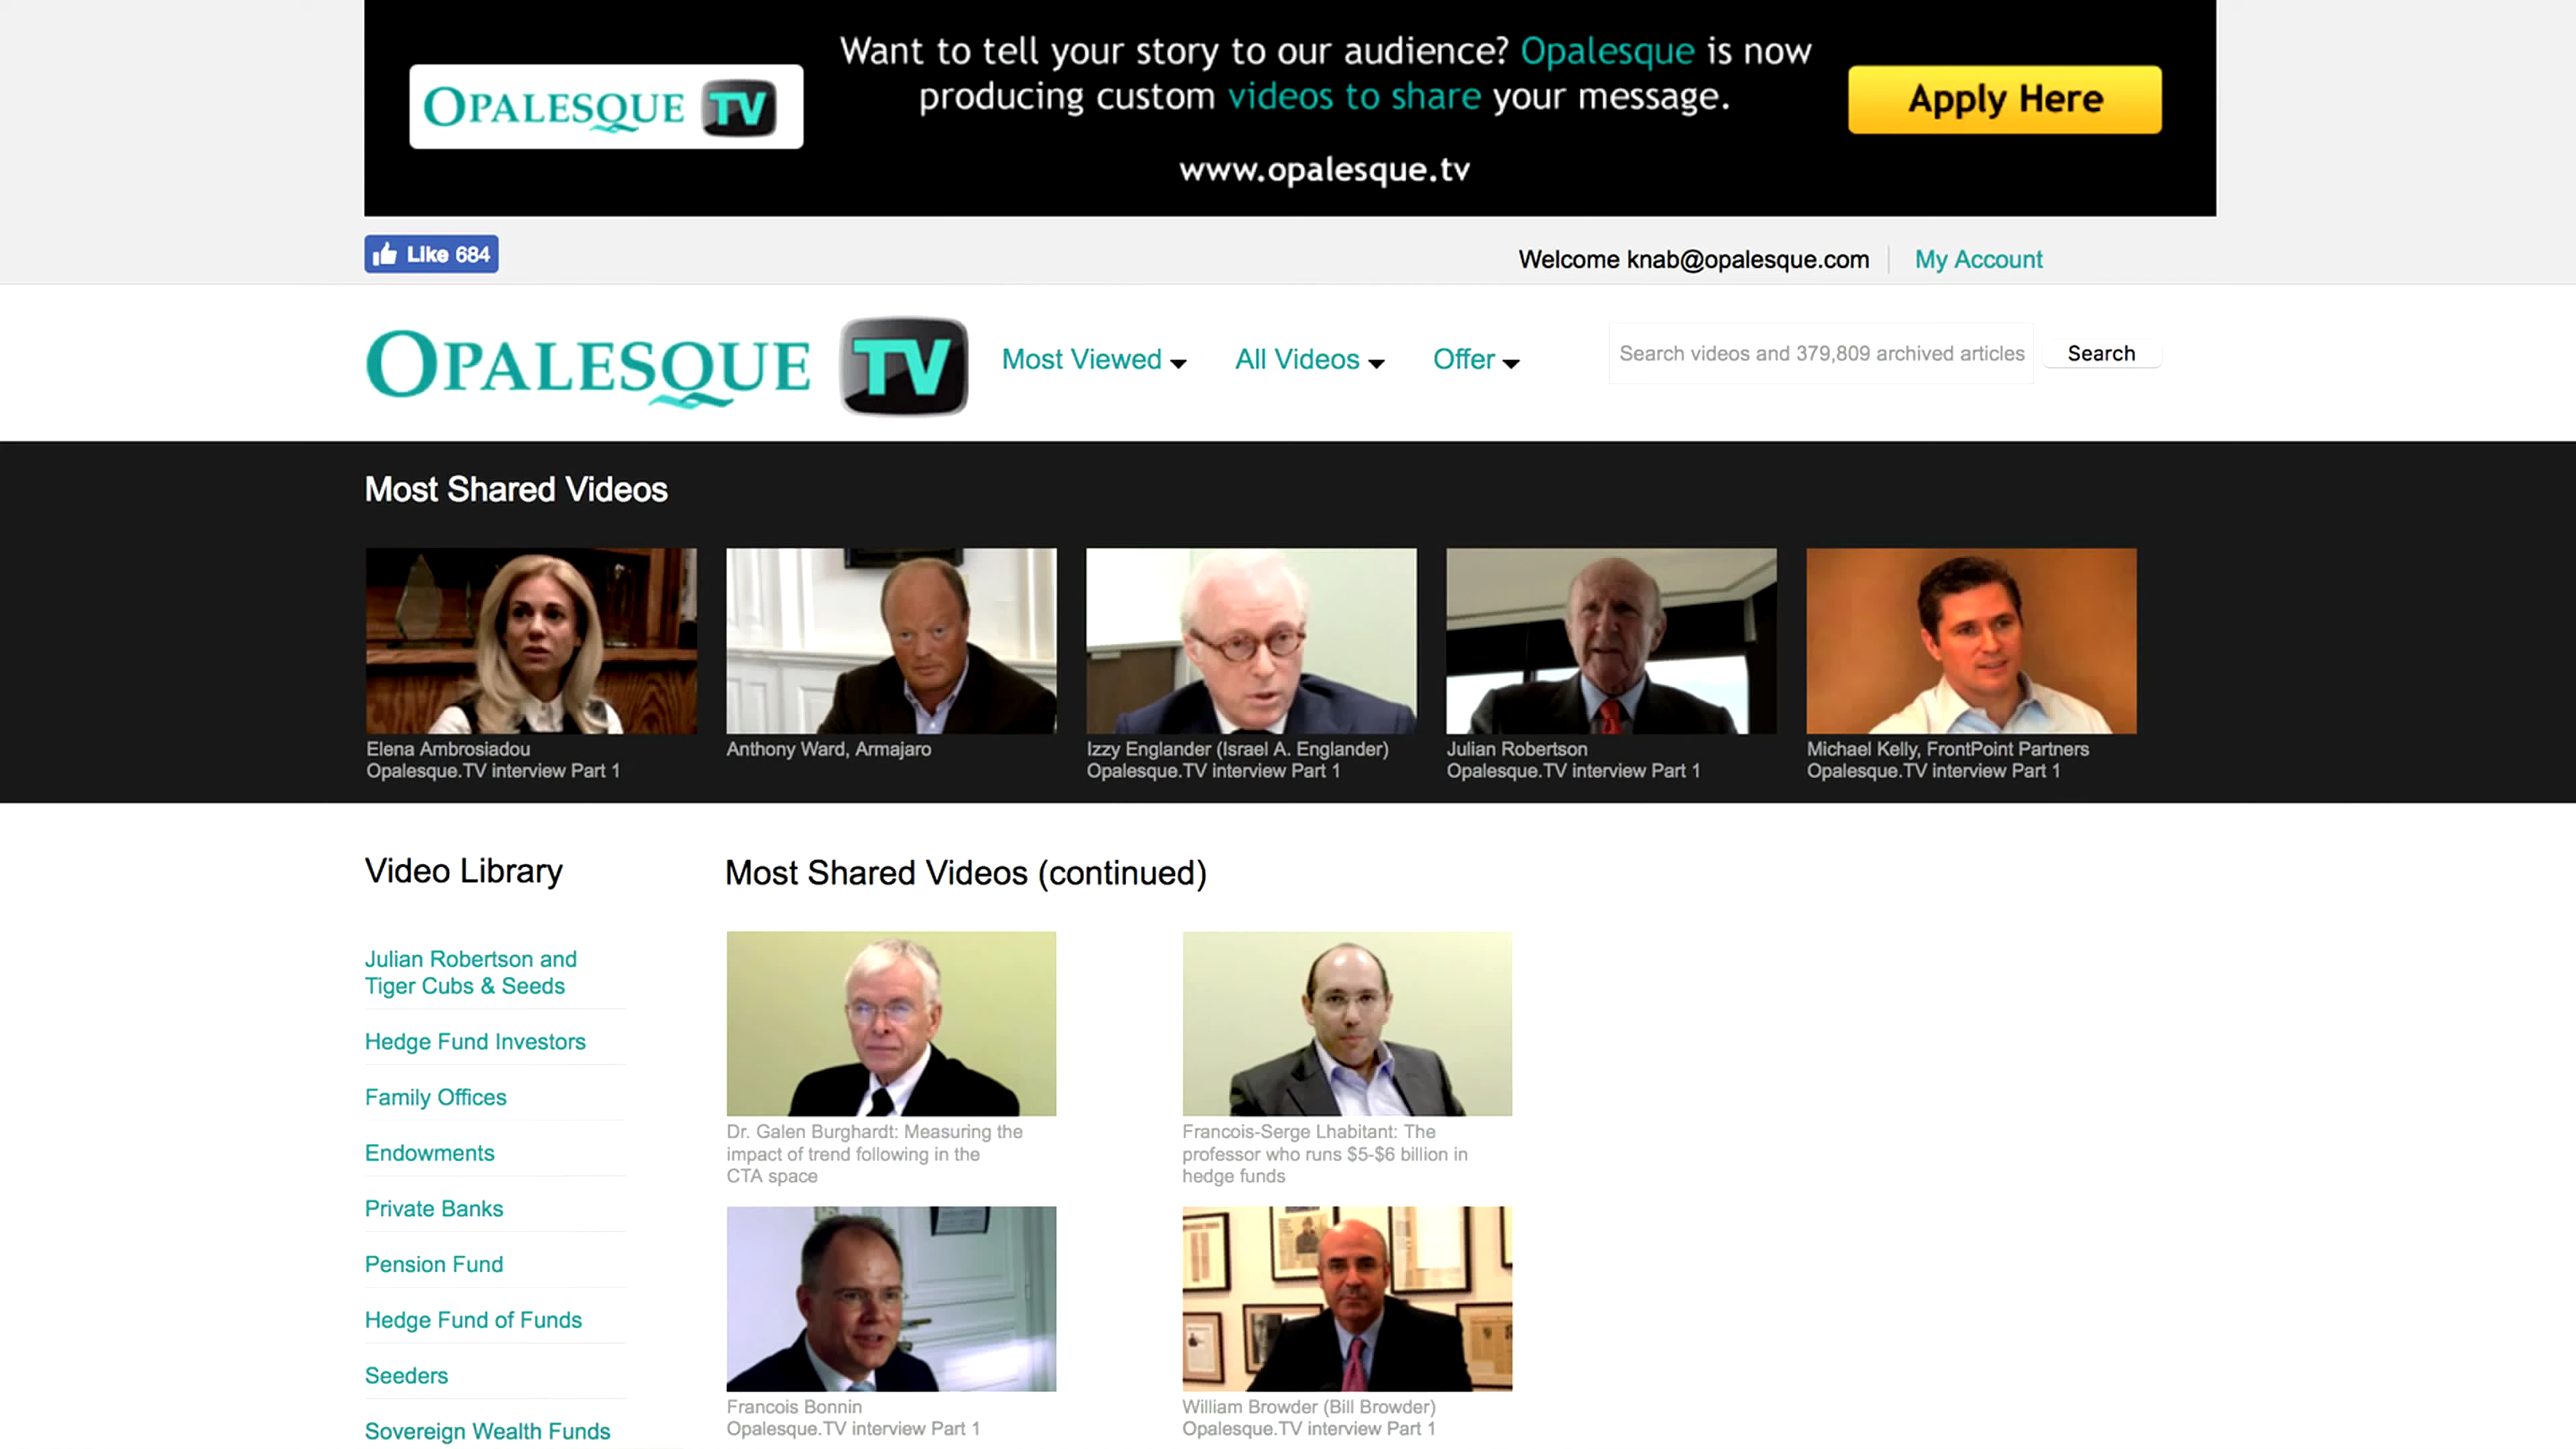 OPALESQUE TV
Want to tell your story to our audience? Opalesque is now
producing custom videos to share your message.
www.opalesque.tv
Apply Here
Like 684
Welcome knab@opalesque.com
My Account
OPALESQUE TV
Most Viewed
All Videos
Offer
Search videos and 379,809 archived articles
Search
Most Shared Videos
Elena Ambrosiadou
Opalesque.TV interview Part 1
Anthony Ward, Armajaro
Izzy Englander (Israel A. Englander)
Opalesque.TV interview Part 1
Julian Robertson
Opalesque.TV interview Part 1
Michael Kelly, FrontPoint Partners
Opalesque.TV interview Part 1
Video Library
Julian Robertson and
Tiger Cubs & Seeds
Hedge Fund Investors
Family Offices
Endowments
Private Banks
Pension Fund
Hedge Fund of Funds
Seeders
Sovereign Wealth Funds
Most Shared Videos (continued)
Dr. Galen Burghardt: Measuring the
impact of trend following in the
CTA space
Francois-Serge Lhabitant: The
professor who runs $5-$6 billion in
hedge funds
Francois Bonnin
Opalesque.TV interview Part 1
William Browder (Bill Browder)
Opalesque.TV interview Part 1